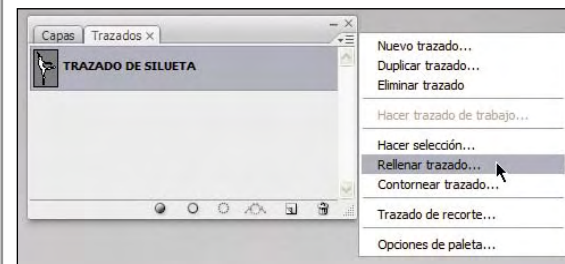 Capas Trazados ×
TRAZADO DE SILUETA
Nuevo trazado...
Duplicar trazado...
Eliminar trazado
Hacer trazado de trabajo...
Hacer selección...
Rellenar trazado...
Contornear trazado...
Trazado de recorte...
Opciones de paleta...